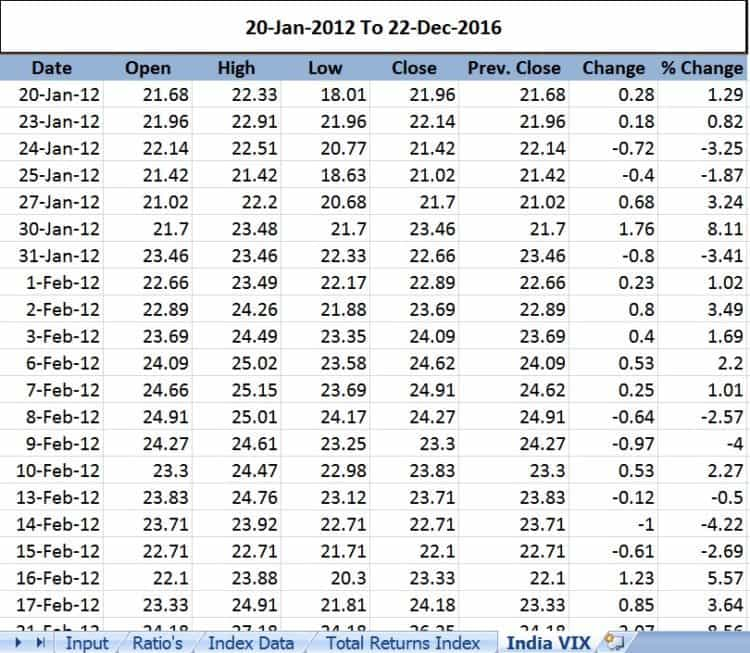 20-Jan-2012 To 22-Dec-2016
Date Open High Low Close Prev. Close Change % Change
20-Jan-12 21.68 22.33 18.01 21.96 21.68 0.28 1.29
23-Jan-12 21.96 22.91 21.96 22.14 21.96 0.18 0.82
24-Jan-12 22.14 22.51 20.77 21.42 22.14 -0.72 -3.25
25-Jan-12 21.42 21.42 18.63 21.02 21.42 -0.4 -1.87
27-Jan-12 21.02 22.2 20.68 21.7 21.02 0.68 3.24
30-Jan-12 21.7 23.48 21.7 23.46 21.7 1.76 8.11
31-Jan-12 23.46 23.46 22.33 22.66 23.46 -0.8 -3.41
1-Feb-12 22.66 23.49 22.17 22.89 22.66 0.23 1.02
2-Feb-12 22.89 24.26 21.88 23.69 22.89 0.8 3.49
3-Feb-12 23.69 24.49 23.35 24.09 23.69 0.4 1.69
6-Feb-12 24.09 25.02 23.58 24.62 24.09 0.53 2.2
7-Feb-12 24.66 25.15 23.69 24.91 24.62 0.25 1.01
8-Feb-12 24.91 25.01 24.17 24.27 24.91 -0.64 -2.57
9-Feb-12 24.27 24.61 23.25 23.3 24.27 -0.97 -4
10-Feb-12 23.3 24.47 22.98 23.83 23.3 0.53 2.27
13-Feb-12 23.83 24.76 23.12 23.71 23.83 -0.12 -0.5
14-Feb-12 23.71 23.92 22.71 22.71 23.71 -1 -4.22
15-Feb-12 22.71 22.71 21.71 22.1 22.71 -0.61 -2.69
16-Feb-12 22.1 23.88 20.3 23.33 22.1 1.23 5.57
17-Feb-12 23.33 24.91 21.81 24.18 23.33 0.85 3.64
Input Ratio's Index Data Total Returns Index India VIX